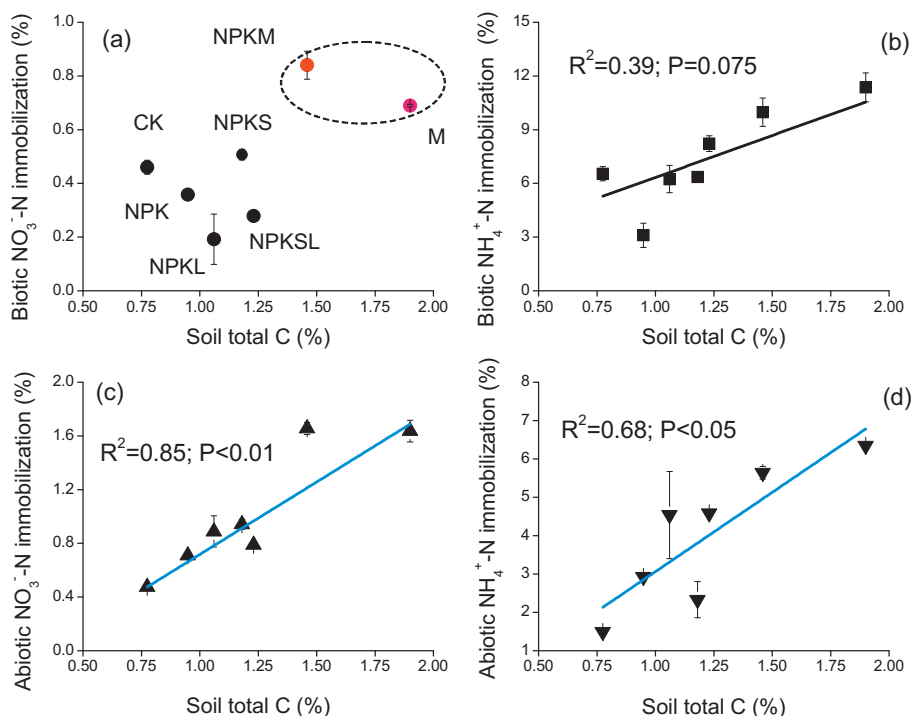 (a)
NPKM
CK
NPKS
M
NPK
NPKL
NPKSL
1.0
0.8
0.6
0.4
0.2
0.0
0.50 0.75 1.00 1.25 1.50 1.75 2.00
Biotic NO₃⁻-N immobilization (%)
Soil total C (%)
(b)
R²=0.39; P=0.075
15
12
9
6
3
0
0.50 0.75 1.00 1.25 1.50 1.75 2.00
Biotic NH₄⁺-N immobilization (%)
Soil total C (%)
(c)
R²=0.85; P<0.01
2.0
1.6
1.2
0.8
0.4
0.0
0.50 0.75 1.00 1.25 1.50 1.75 2.00
Abiotic NO₃⁻-N immobilization (%)
Soil total C (%)
(d)
R²=0.68; P<0.05
8
7
6
5
4
3
2
1
0.50 0.75 1.00 1.25 1.50 1.75 2.00
Abiotic NH₄⁺-N immobilization (%)
Soil total C (%)